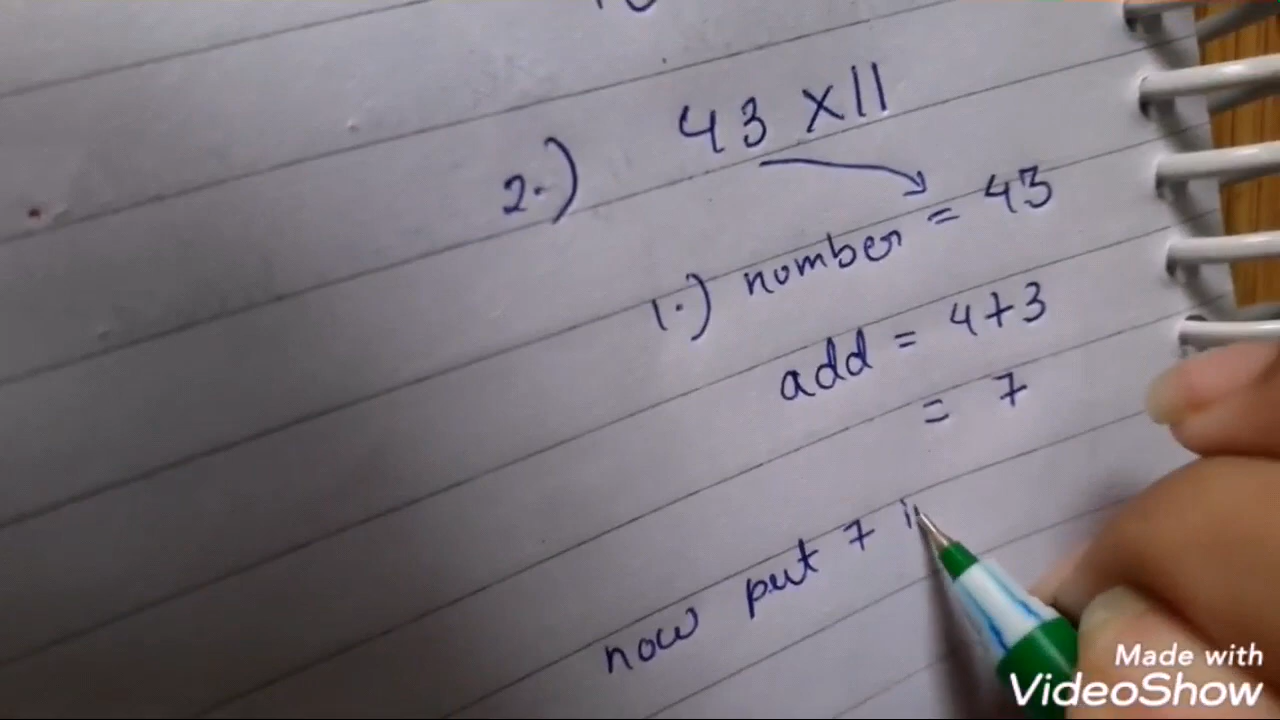 2.) 43 x 11
1.) number = 43
add = 4+3
= 7
now put 7 i
Made with
VideoShow